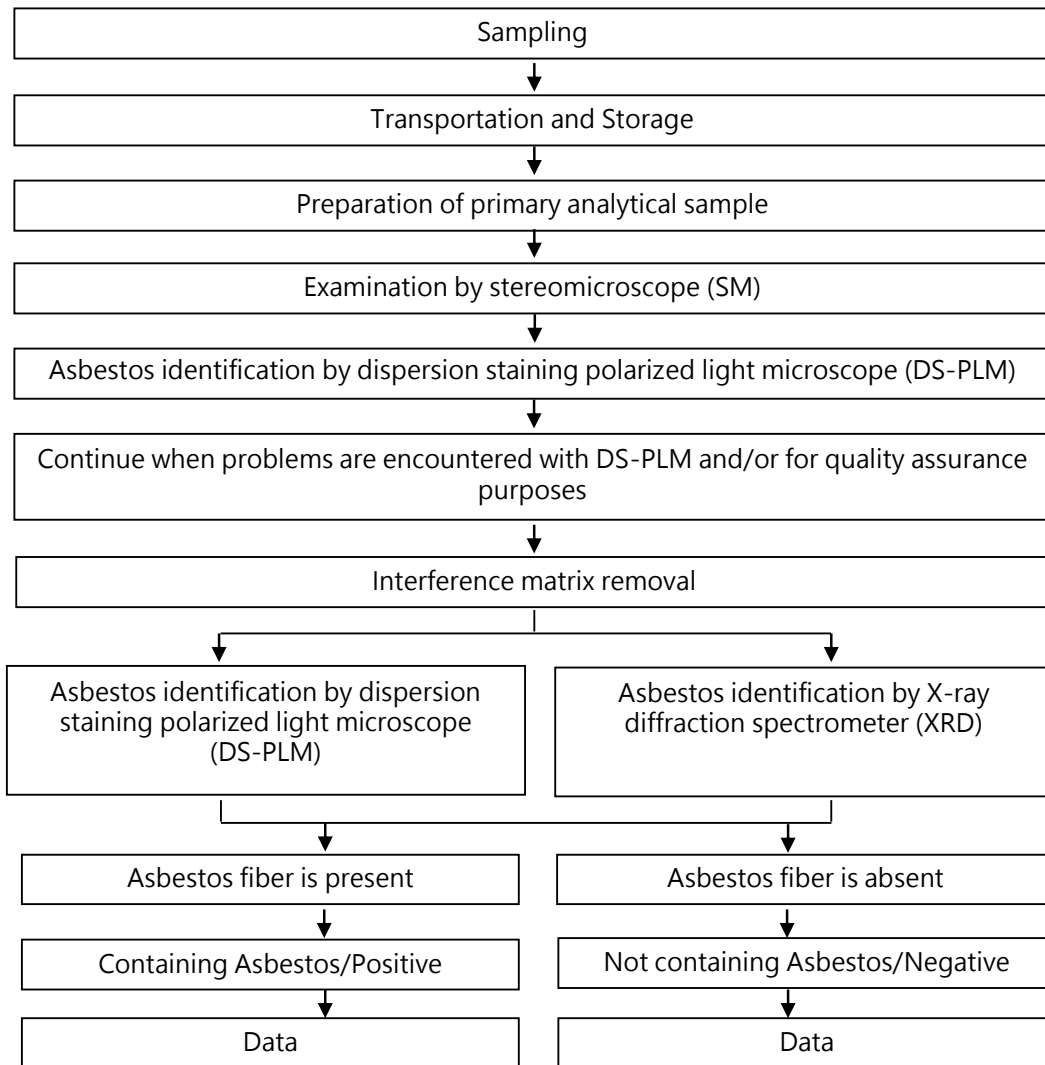 Sampling
Transportation and Storage
Preparation of primary analytical sample
Examination by stereomicroscope (SM)
Asbestos identification by dispersion staining polarized light microscope (DS-PLM)
Continue when problems are encountered with DS-PLM and/or for quality assurance
purposes
Interference matrix removal
Asbestos identification by dispersion
staining polarized light microscope
(DS-PLM)
Asbestos identification by X-ray
diffraction spectrometer (XRD)
Asbestos fiber is present
Asbestos fiber is absent
Containing Asbestos/Positive
Not containing Asbestos/Negative
Data
Data